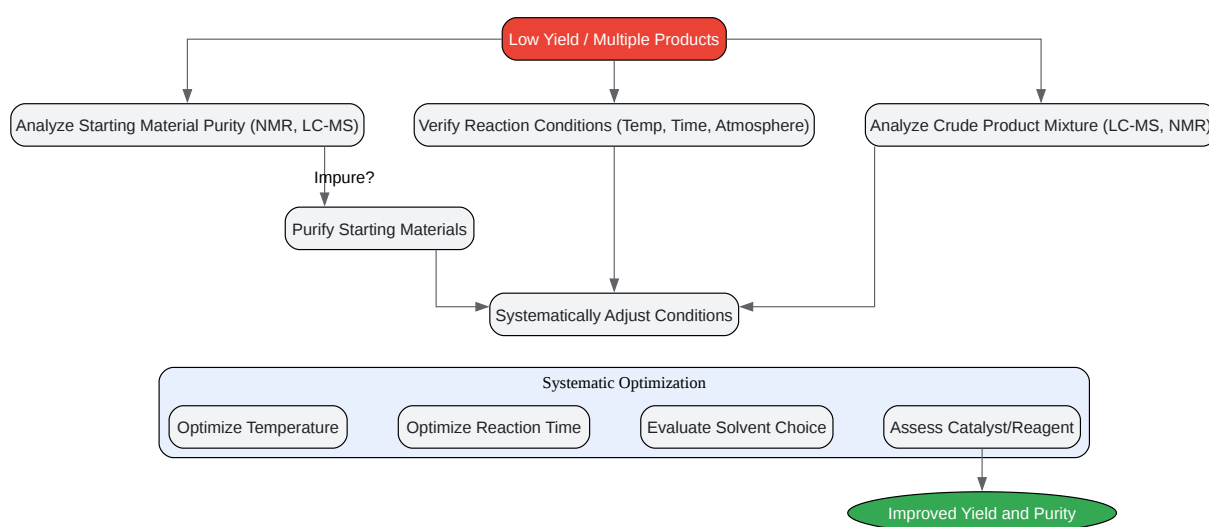 Low Yield / Multiple Products
Analyze Starting Material Purity (NMR, LC-MS)
Verify Reaction Conditions (Temp, Time, Atmosphere)
Analyze Crude Product Mixture (LC-MS, NMR)
Impure?
Purify Starting Materials
Systematically Adjust Conditions
Systematic Optimization
Optimize Temperature
Optimize Reaction Time
Evaluate Solvent Choice
Assess Catalyst/Reagent
Improved Yield and Purity